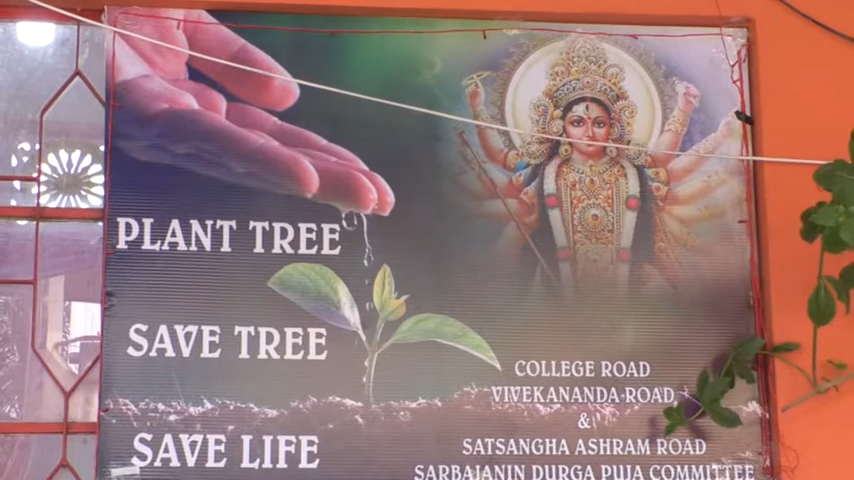 PLANT TREE
SAVE TREE
SAVE LIFE
COLLEGE ROAD
VIVEKANANDA ROAD,
&
SATSANGHA ASHRAM ROAD
SARBAJANIN DURGA PUJA COMMITTEE